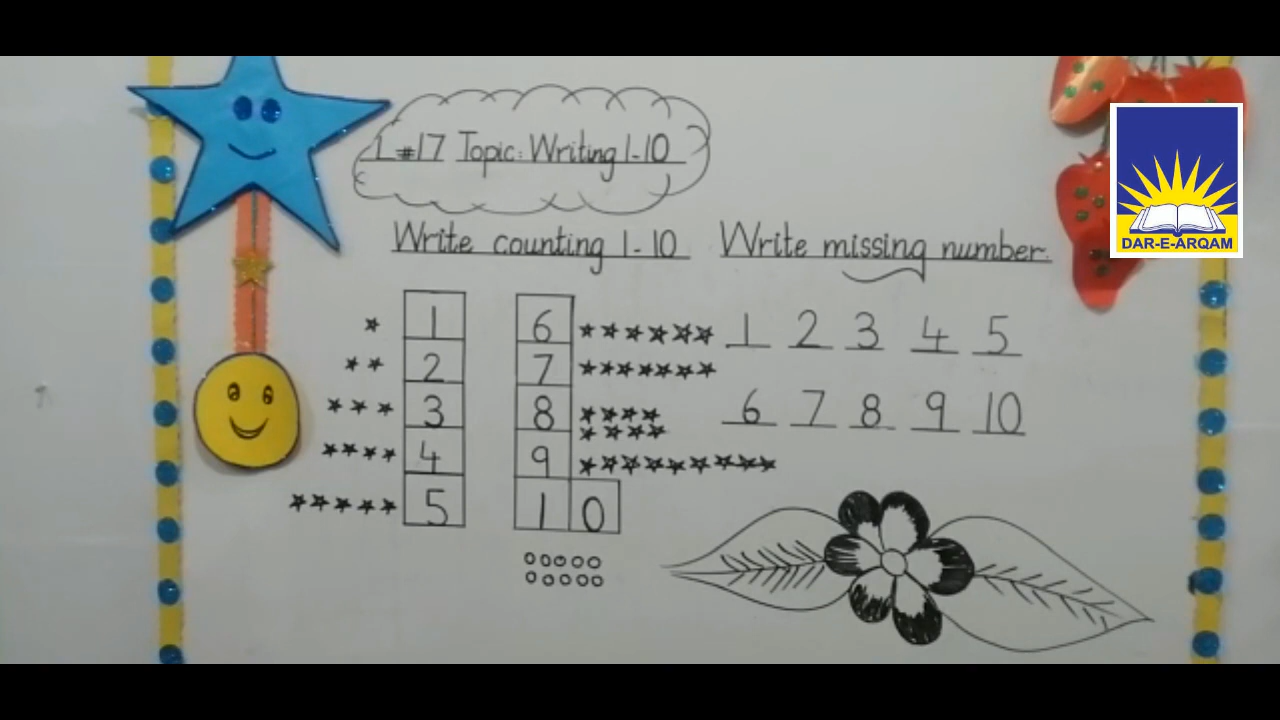 L #17 Topic: Writing 1-10
Write counting 1-10
1
2
3
4
5
6
7
8
9
10
Write missing number.
1 2 3 4 5
6 7 8 9 10
DAR-E-ARQAM